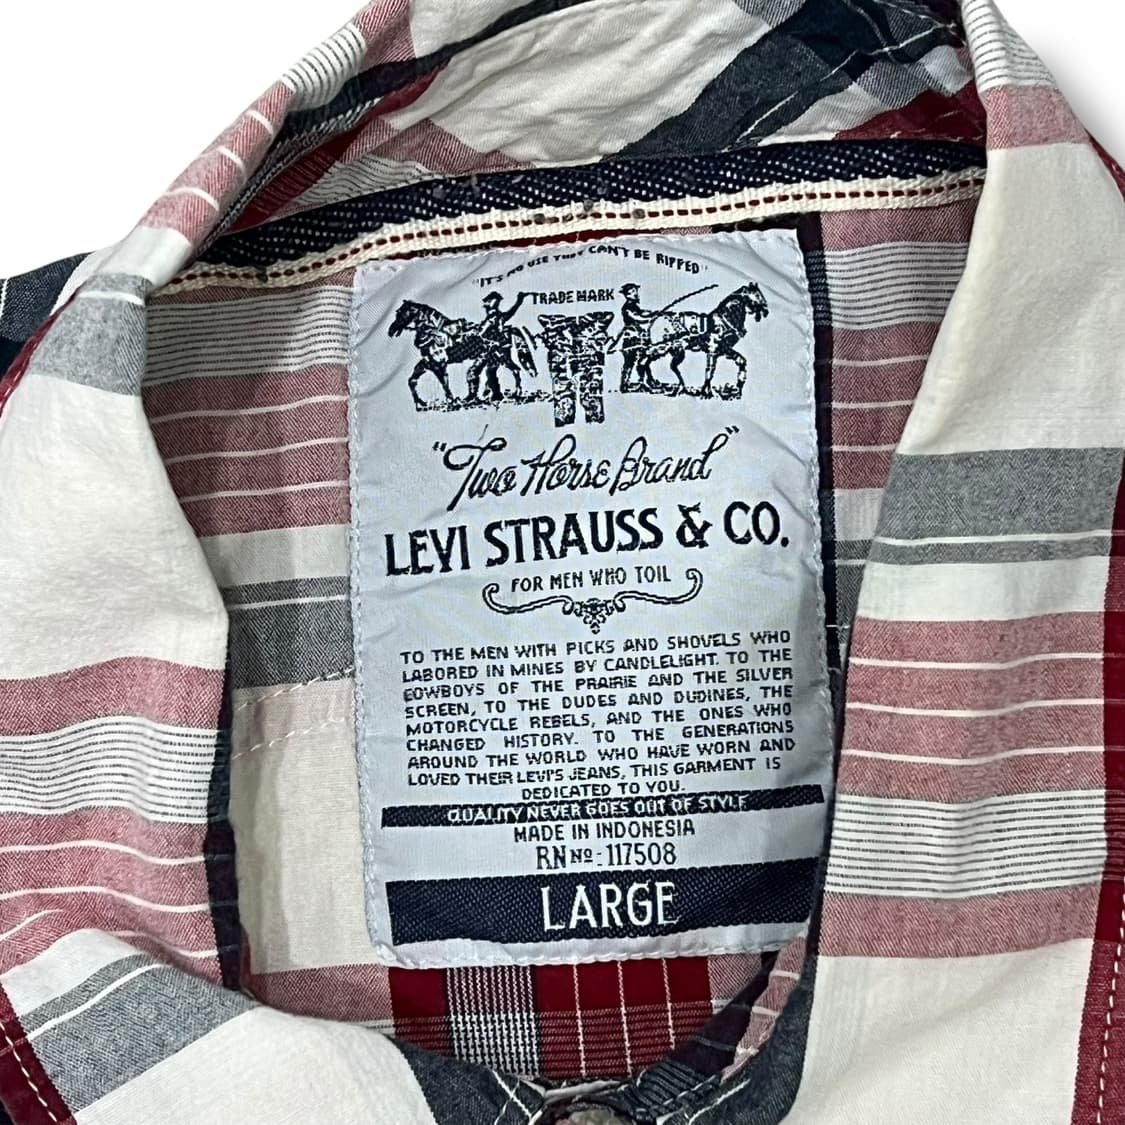 "IT'S NO USE THEY CAN'T BE RIPPED"
TRADE MARK
"Two Horse Brand"
LEVI STRAUSS & CO.
FOR MEN WHO TOIL
TO THE MEN WITH PICKS AND SHOVELS WHO
LABORED IN MINES BY CANDLELIGHT. TO THE
COWBOYS OF THE PRAIRIE AND THE SILVER
SCREEN, TO THE DUDES AND DUDINES, THE
MOTORCYCLE REBELS, AND THE ONES WHO
CHANGED HISTORY. TO THE GENERATIONS
AROUND THE WORLD WHO HAVE WORN AND
LOVED THEIR LEVI'S JEANS, THIS GARMENT IS
DEDICATED TO YOU.
QUALITY NEVER GOES OUT OF STYLE
MADE IN INDONESIA
RN Nº: 117508
LARGE